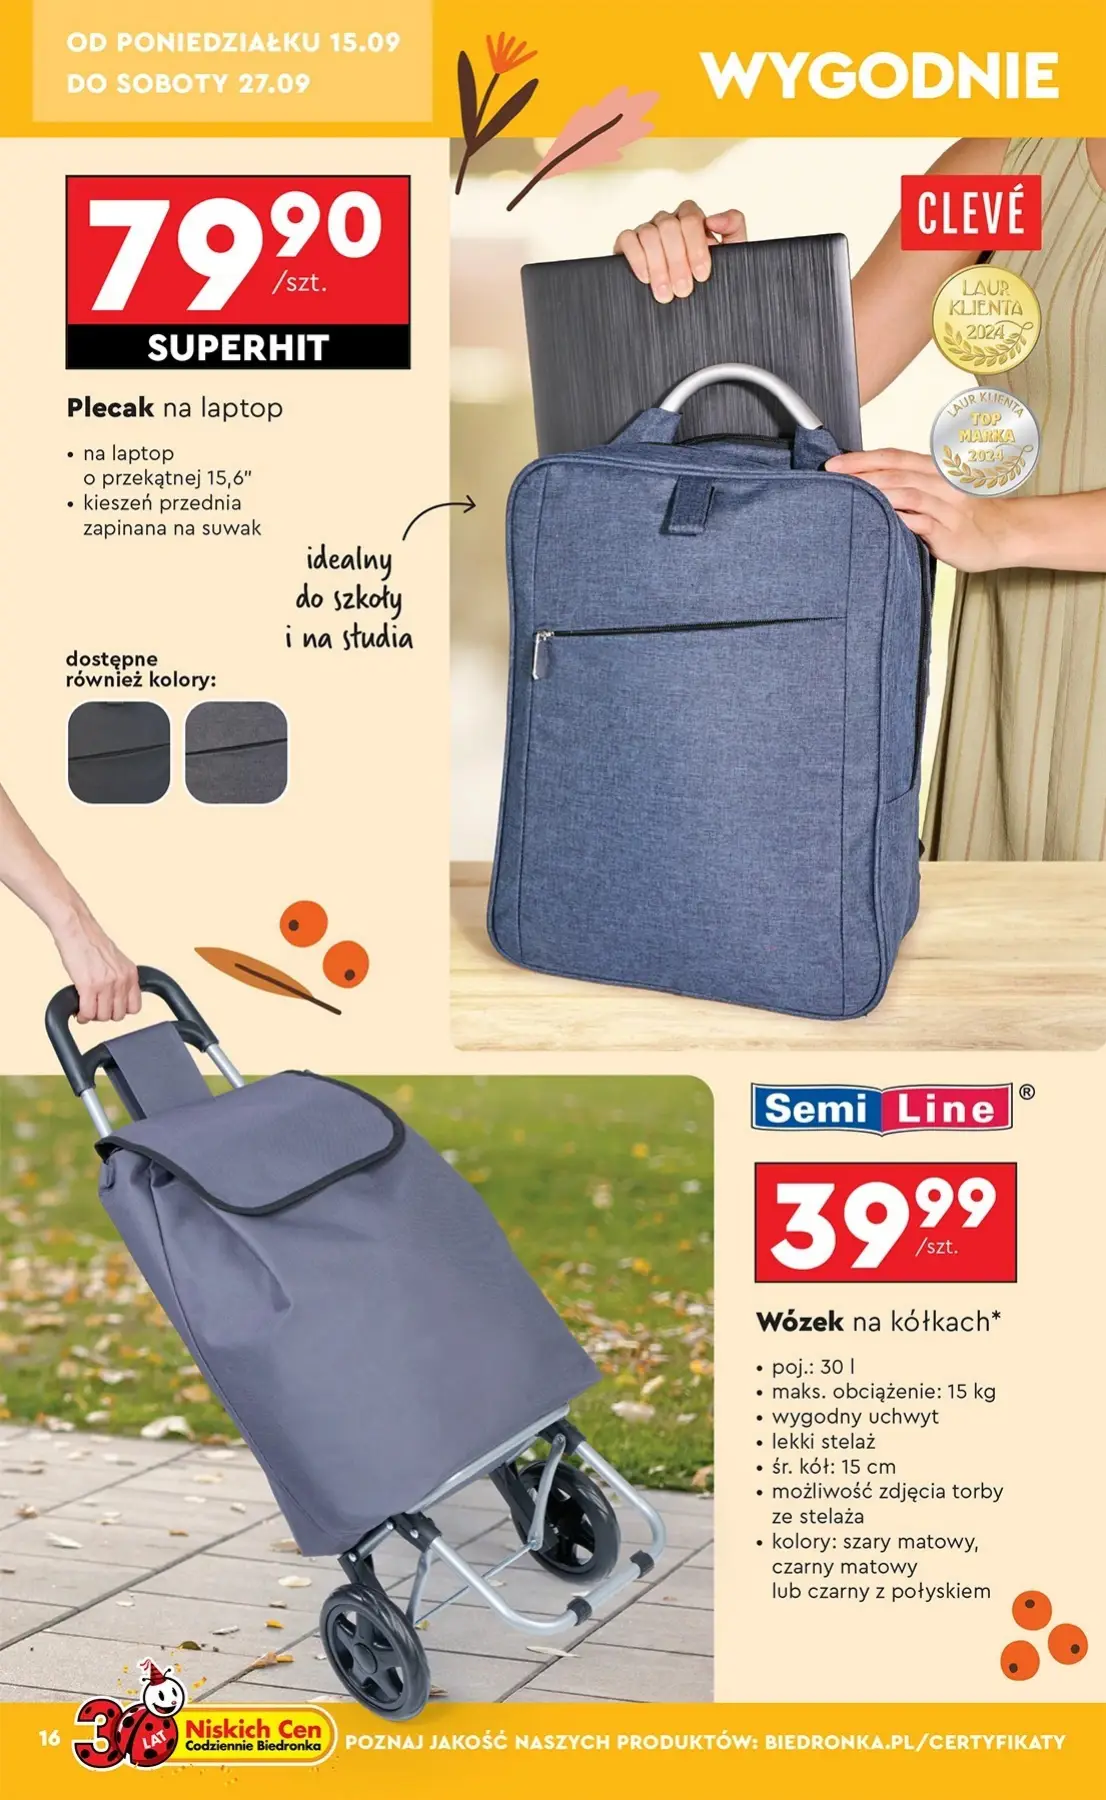 OD PONIEDZIAŁKU 15.09
DO SOBOTY 27.09
WYGODNIE
7990
/szt.
SUPERHIT
Plecak na laptop
• na laptop
o przekątnej 15,6”
• kieszeń przednia
zapinana na suwak
idealny
do szkoły
i na studia
dostępne
również kolory:
CLEVÉ
LAUR
KLIENTA
2024
LAUR KLIENTA
TOP
MARKA
2024
Semi Line ®
3999
/szt.
Wózek na kółkach*
• poj.: 30 l
• maks. obciążenie: 15 kg
• wygodny uchwyt
• lekki stelaż
• śr. kół: 15 cm
• możliwość zdjęcia torby
ze stelaża
• kolory: szary matowy,
czarny matowy
lub czarny z połyskiem
16
30 LAT
Niskich Cen
Codziennie Biedronka
POZNAJ JAKOŚĆ NASZYCH PRODUKTÓW: BIEDRONKA.PL/CERTYFIKATY